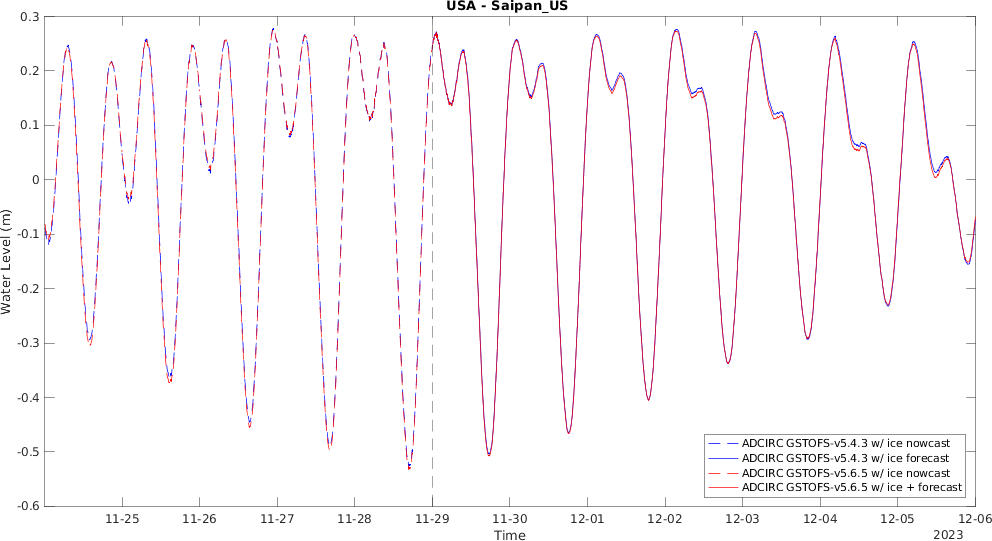 USA - Saipan_US
0.3
0.2
0.1
0
-0.1
-0.2
-0.3
-0.4
-0.5
-0.6
Water Level (m)
ADCIRC GSTOFS-v5.4.3 w/ ice nowcast
ADCIRC GSTOFS-v5.4.3 w/ ice forecast
ADCIRC GSTOFS-v5.6.5 w/ ice nowcast
ADCIRC GSTOFS-v5.6.5 w/ ice + forecast
11-25 11-26 11-27 11-28 11-29 11-30 12-01 12-02 12-03 12-04 12-05 12-06
Time
2023